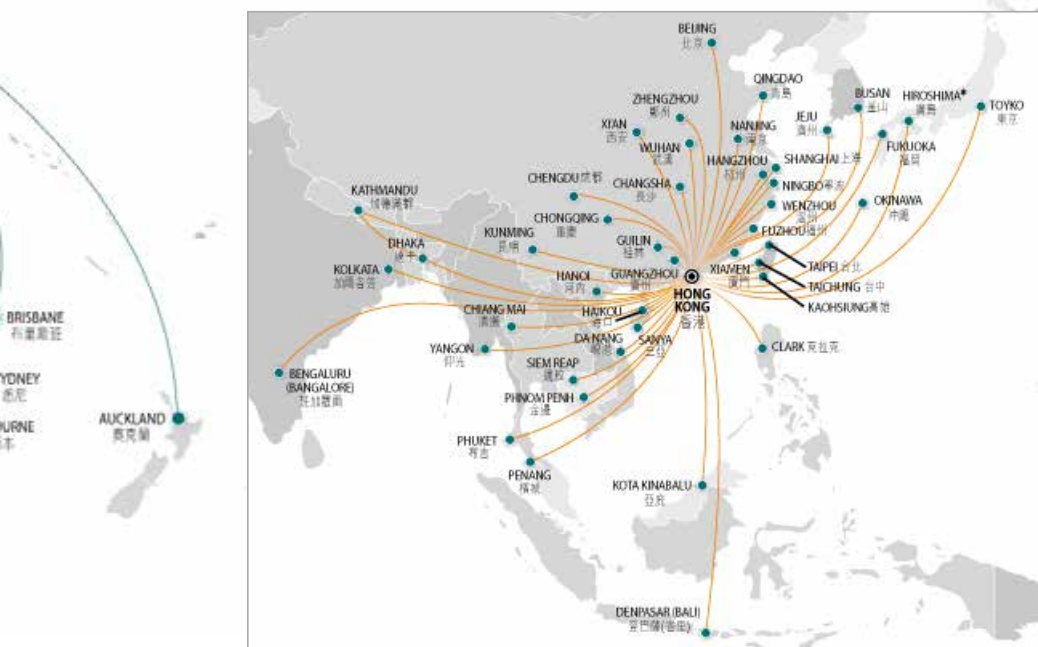 BRISBANE
布里斯班
YDNEY
悉尼
URNE
本
AUCKLAND
奧克蘭
BEIJING
北京
QINGDAO
青島
ZHENGZHOU
鄭州
BUSAN
釜山
HIROSHIMA*
廣島
TOYKO
東京
XI'AN
西安
NANJING
南京
JEJU
濟州
WUHAN
武漢
FUKUOKA
福岡
HANGZHOU
杭州
SHANGHAI 上海
CHENGDU 成都
CHANGSHA
長沙
NINGBO 寧波
KATHMANDU
加德滿都
WENZHOU
溫州
OKINAWA
沖繩
CHONGQING
重慶
KUNMING
昆明
FUZHOU 福州
GUILIN
桂林
DHAKA
達卡
KOLKATA
加爾各答
HANOI
河內
GUANGZHOU
廣州
XIAMEN
廈門
TAIPEI 台北
TAICHUNG 台中
KAOHSIUNG 高雄
HONG
KONG
香港
CHIANG MAI
清邁
HAIKOU
海口
DA NANG
峴港
SANYA
三亞
YANGON
仰光
CLARK 克拉克
SIEM REAP
暹粒
BENGALURU
(BANGALORE)
班加羅爾
PHNOM PENH
金邊
PHUKET
布吉
PENANG
檳城
KOTA KINABALU
亞庇
DENPASAR (BALI)
登巴薩(峇里)